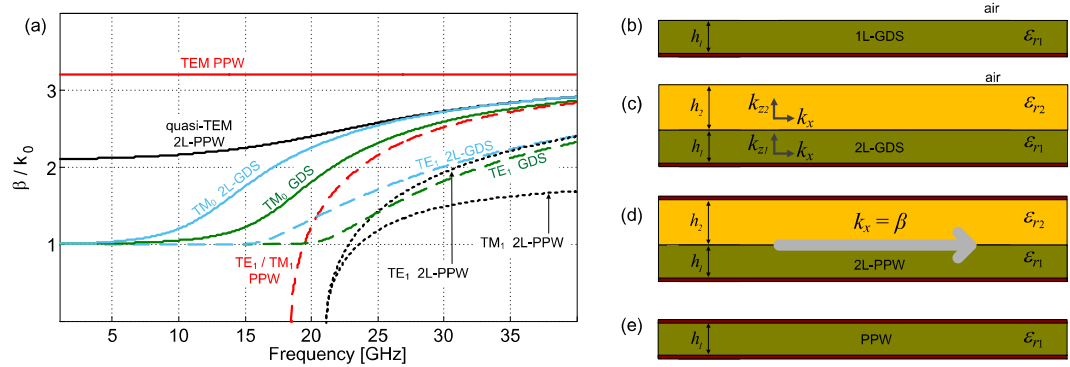 (a)
TEM PPW
quasi-TEM
2L-PPW
TM₀ 2L-GDS
TM₀ GDS
TE₁ 2L-GDS
TE₁ GDS
TE₁ / TM₁
PPW
TE₁ 2L-PPW
TM₁ 2L-PPW
β / k₀
3
2
1
5
10
15
20
25
30
35
Frequency [GHz]
air
(b)
h₁
1L-GDS
εr1
air
(c)
h₂
kz2
kx
εr2
h₁
kz1
kx
2L-GDS
εr1
(d)
h₂
kx = β
εr2
h₁
2L-PPW
εr1
(e)
h₁
PPW
εr1